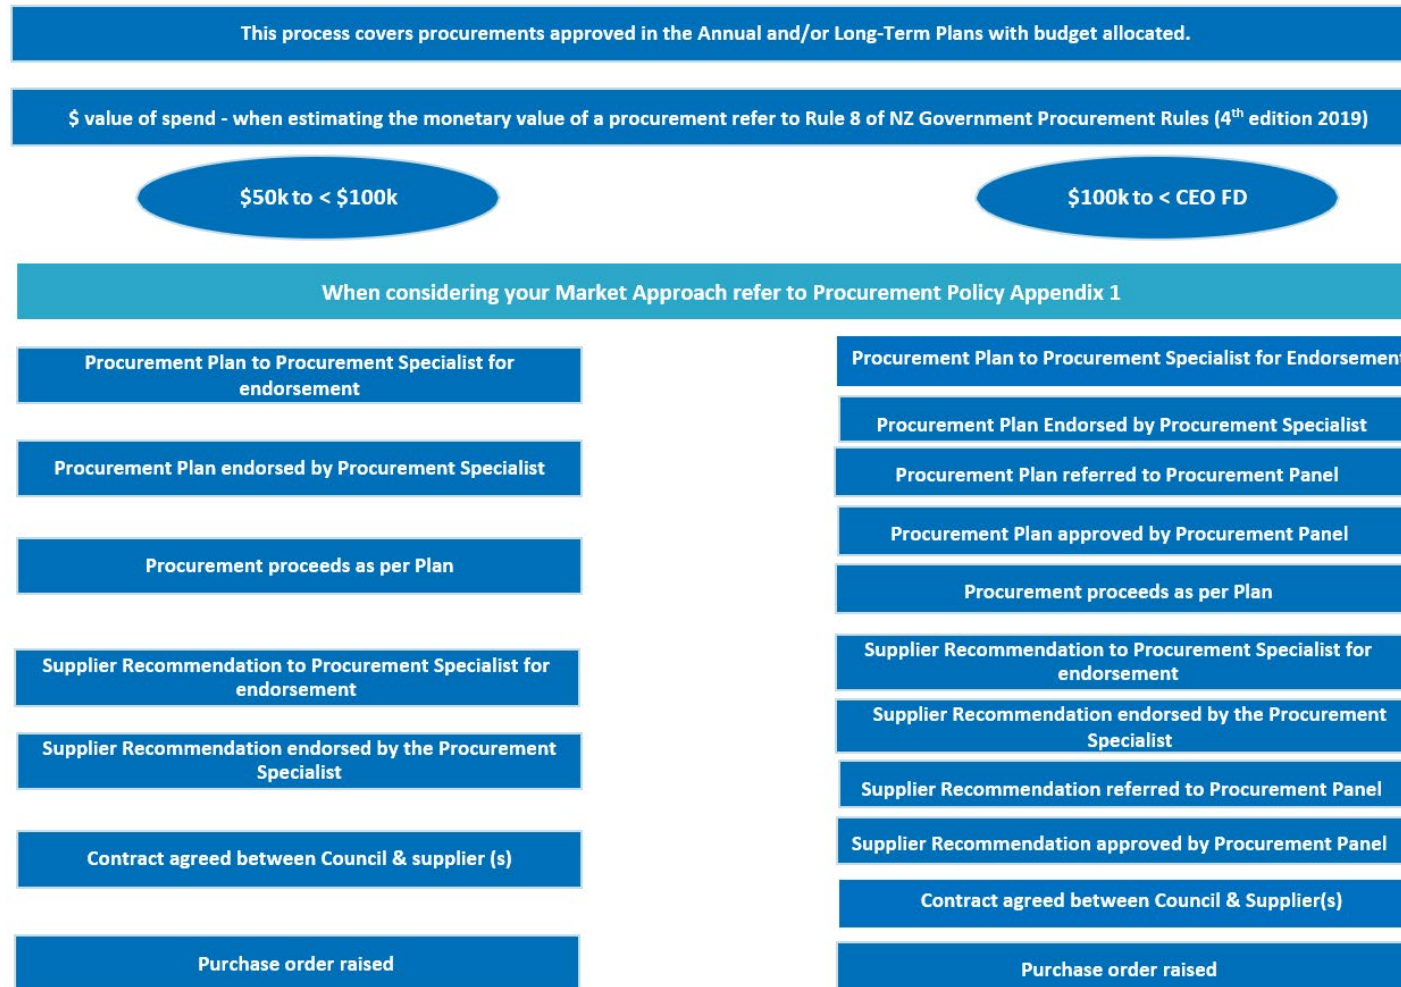 This process covers procurements approved in the Annual and/or Long-Term Plans with budget allocated.
$ value of spend - when estimating the monetary value of a procurement refer to Rule 8 of NZ Government Procurement Rules (4th edition 2019)
$50k to < $100k
$100k to < CEO FD
When considering your Market Approach refer to Procurement Policy Appendix 1
Procurement Plan to Procurement Specialist for
endorsement
Procurement Plan endorsed by Procurement Specialist
Procurement proceeds as per Plan
Supplier Recommendation to Procurement Specialist for
endorsement
Supplier Recommendation endorsed by the Procurement
Specialist
Contract agreed between Council & supplier (s)
Purchase order raised
Procurement Plan to Procurement Specialist for Endorsement
Procurement Plan Endorsed by Procurement Specialist
Procurement Plan referred to Procurement Panel
Procurement Plan approved by Procurement Panel
Procurement proceeds as per Plan
Supplier Recommendation to Procurement Specialist for
endorsement
Supplier Recommendation endorsed by the Procurement
Specialist
Supplier Recommendation referred to Procurement Panel
Supplier Recommendation approved by Procurement Panel
Contract agreed between Council & Supplier(s)
Purchase order raised